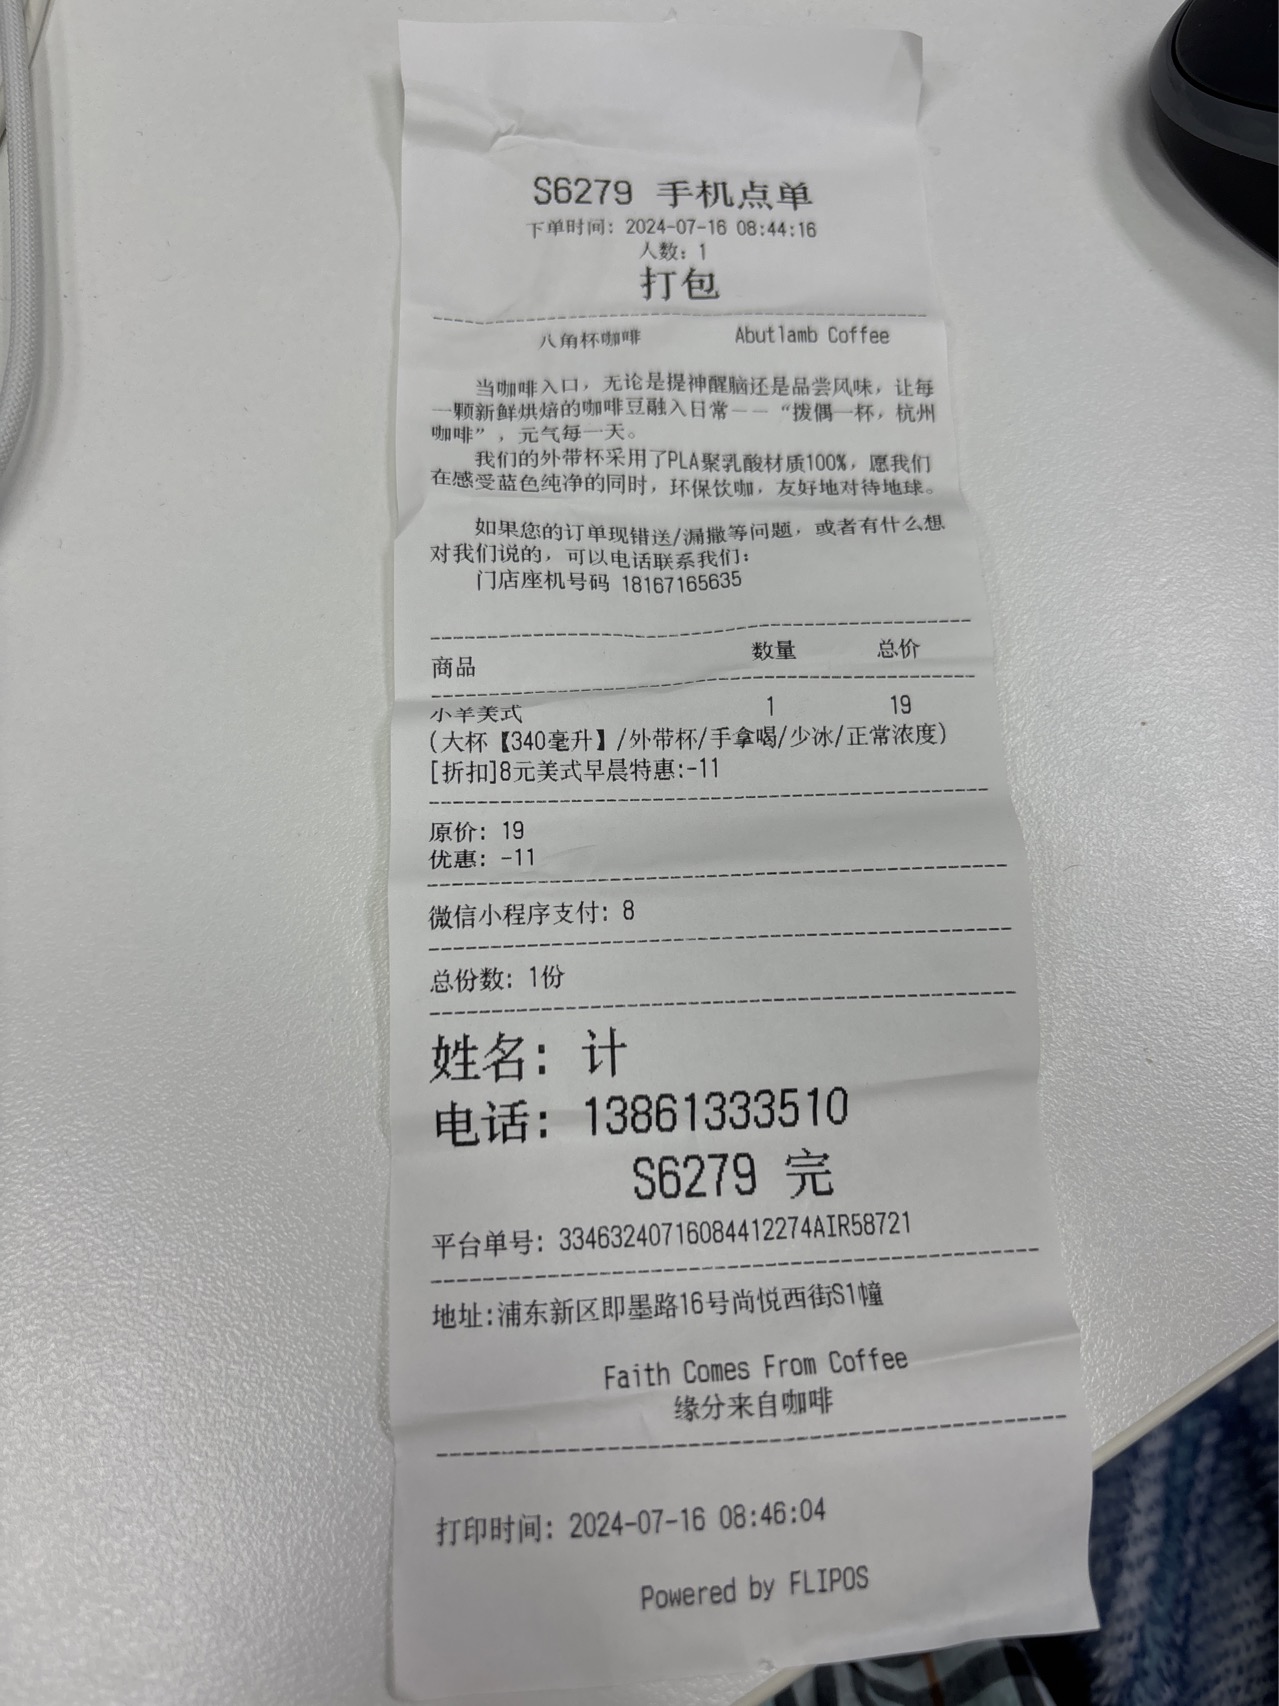 S6279 手机点单
下单时间: 2024-07-16 08:44:16
人数: 1
打包
八角杯咖啡 Abutlamb Coffee
当咖啡入口，无论是提神醒脑还是品尝风味，让每
一颗新鲜烘焙的咖啡豆融入日常——“拨偶一杯，杭州
咖啡”，元气每一天。
我们的外带杯采用了PLA聚乳酸材质100%，愿我们
在感受蓝色纯净的同时，环保饮咖，友好地对待地球。
如果您的订单现错送/漏撒等问题，或者有什么想
对我们说的，可以电话联系我们：
门店座机号码 18167165635
商品 数量 总价
小羊美式 1 19
(大杯【340毫升】/外带杯/手拿喝/少冰/正常浓度)
[折扣]8元美式早晨特惠:-11
原价: 19
优惠: -11
微信小程序支付: 8
总份数: 1份
姓名: 计
电话: 13861333510
S6279 完
平台单号: 33463240716084412274AIR58721
地址:浦东新区即墨路16号尚悦西街S1幢
Faith Comes From Coffee
缘分来自咖啡
打印时间: 2024-07-16 08:46:04
Powered by FLIPOS